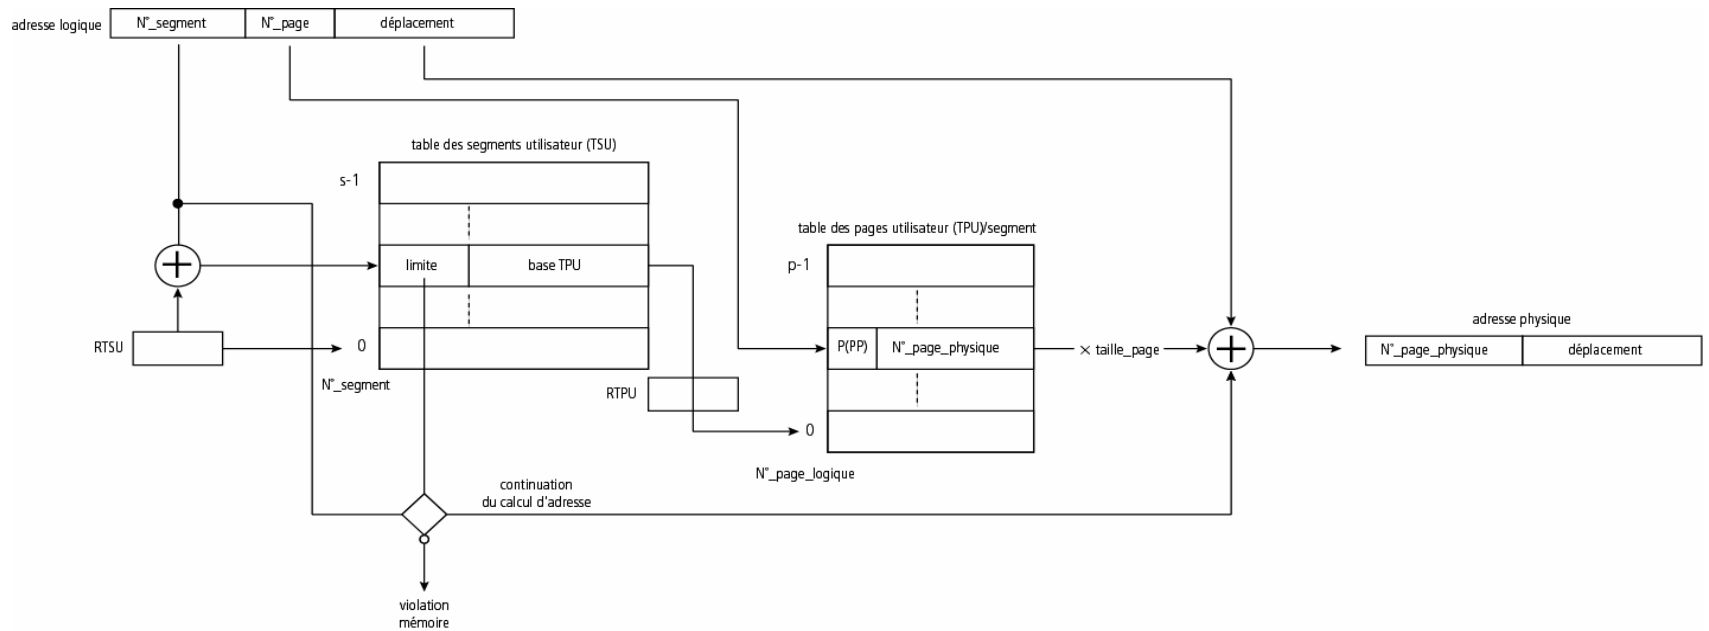 adresse logique
N°_segment
N°_page
déplacement
table des segments utilisateur (TSU)
s-1
limite
base TPU
RTSU
0
N°_segment
RTPU
table des pages utilisateur (TPU)/segment
p-1
P(PP)
N°_page_physique
× taille_page
0
N°_page_logique
adresse physique
N°_page_physique
déplacement
continuation
du calcul d'adresse
violation
mémoire